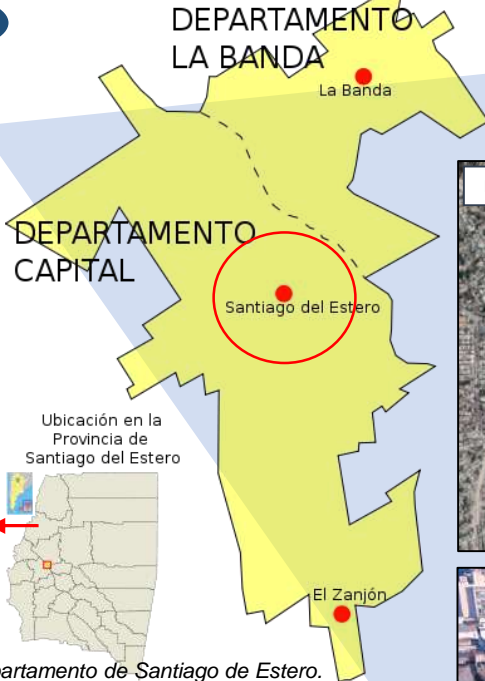 DEPARTAMENTO
LA BANDA
La Banda
DEPARTAMENTO
CAPITAL
Santiago del Estero
Ubicación en la
Provincia de
Santiago del Estero
El Zanjón
partamento de Santiago de Estero.